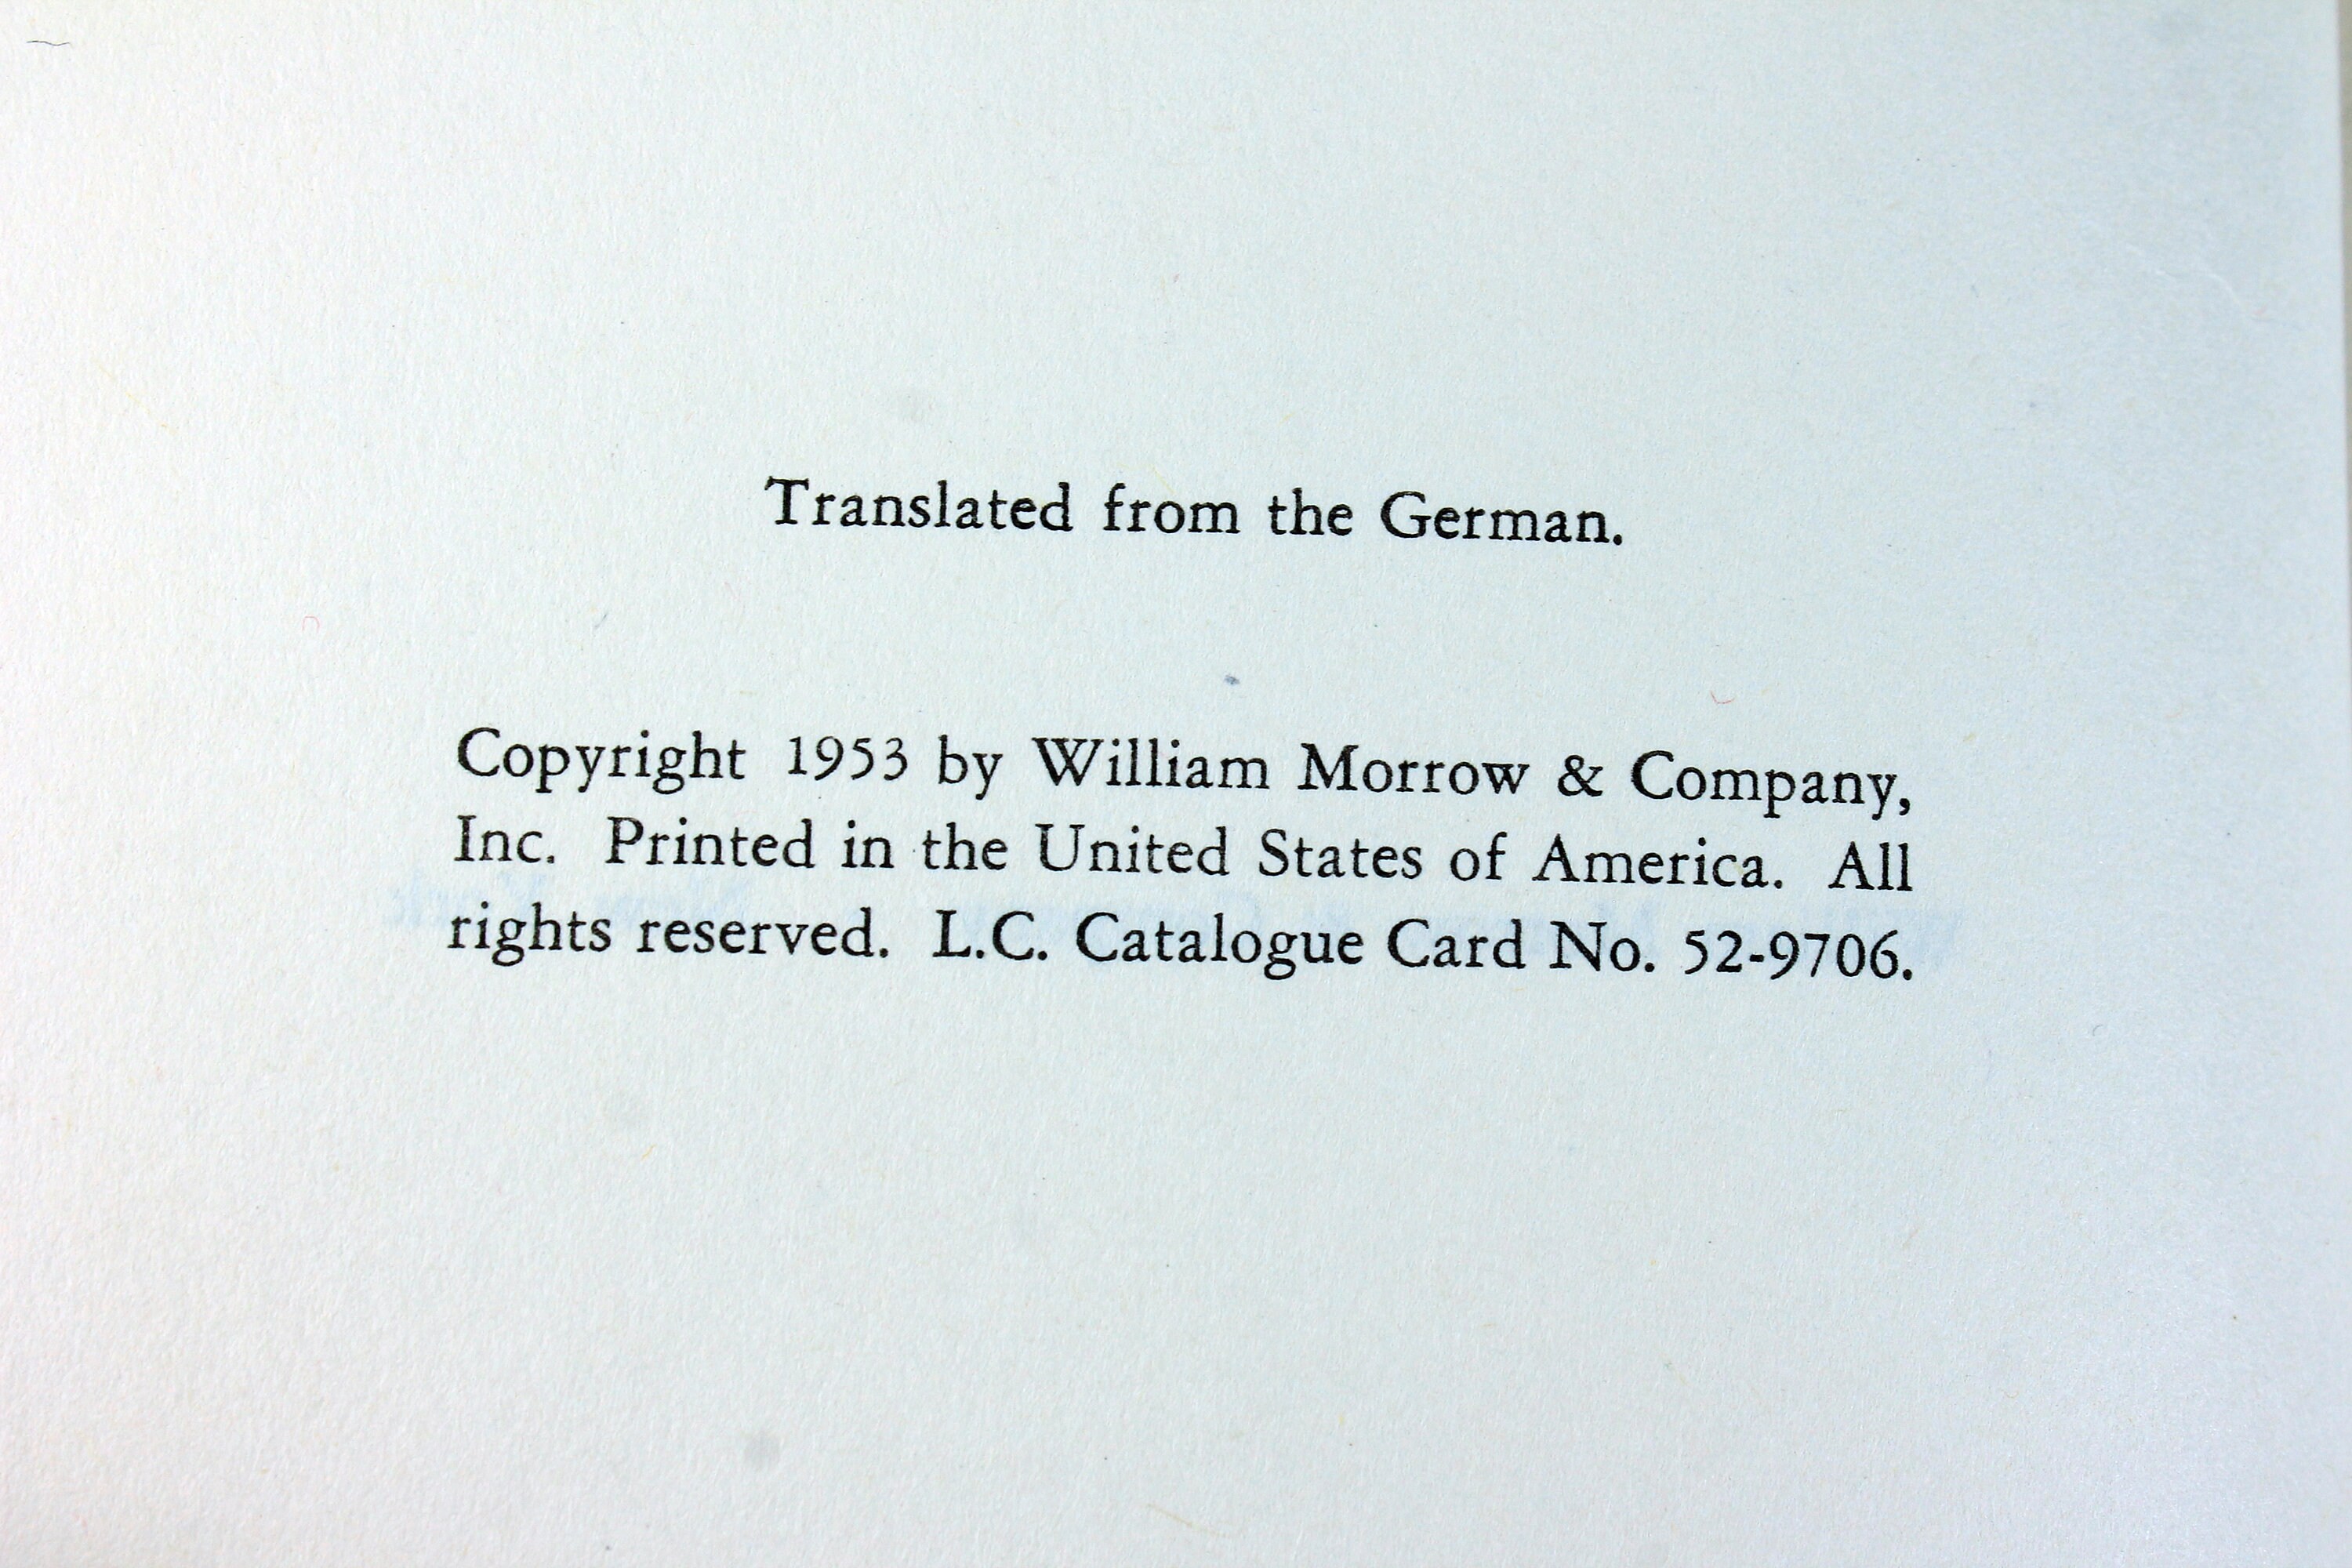 Translated from the German.
Copyright 1953 by William Morrow & Company,
Inc. Printed in the United States of America. All
rights reserved. L.C. Catalogue Card No. 52-9706.